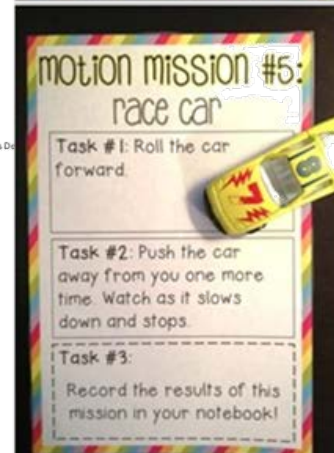 motion mission #5:
race car
Task #1: Roll the car
forward.
7
Task #2: Push the car
away from you one more
time. Watch as it slows
down and stops.
Task #3:
Record the results of this
mission in your notebook!